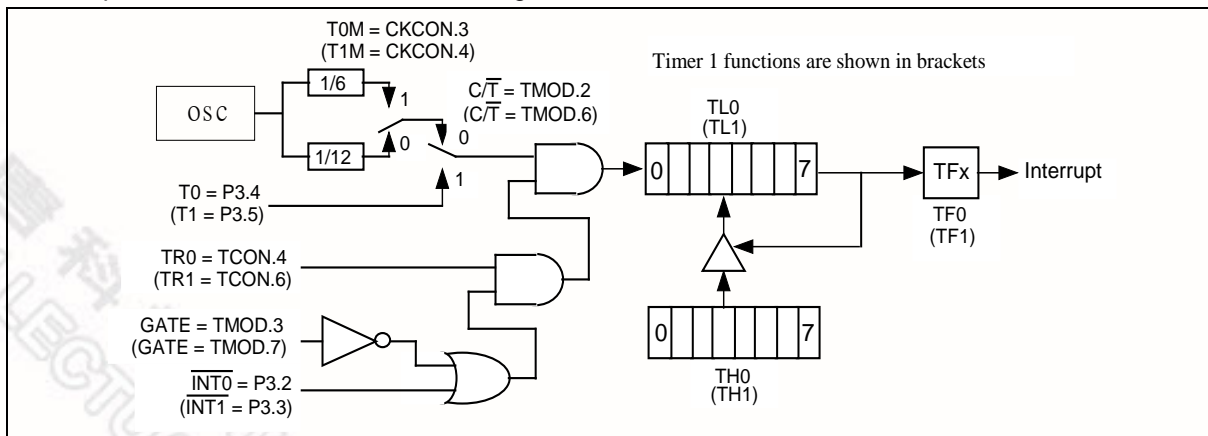 T0M = CKCON.3
(T1M = CKCON.4)
Timer 1 functions are shown in brackets
1/6
1
C/T̅ = TMOD.2
(C/T̅ = TMOD.6)
OSC
TL0
(TL1)
0
0
1/12
0
7
TFx
Interrupt
1
T0 = P3.4
(T1 = P3.5)
TF0
(TF1)
TR0 = TCON.4
(TR1 = TCON.6)
GATE = TMOD.3
(GATE = TMOD.7)
0
7
I̅N̅T̅0̅ = P3.2
(I̅N̅T̅1̅ = P3.3)
TH0
(TH1)